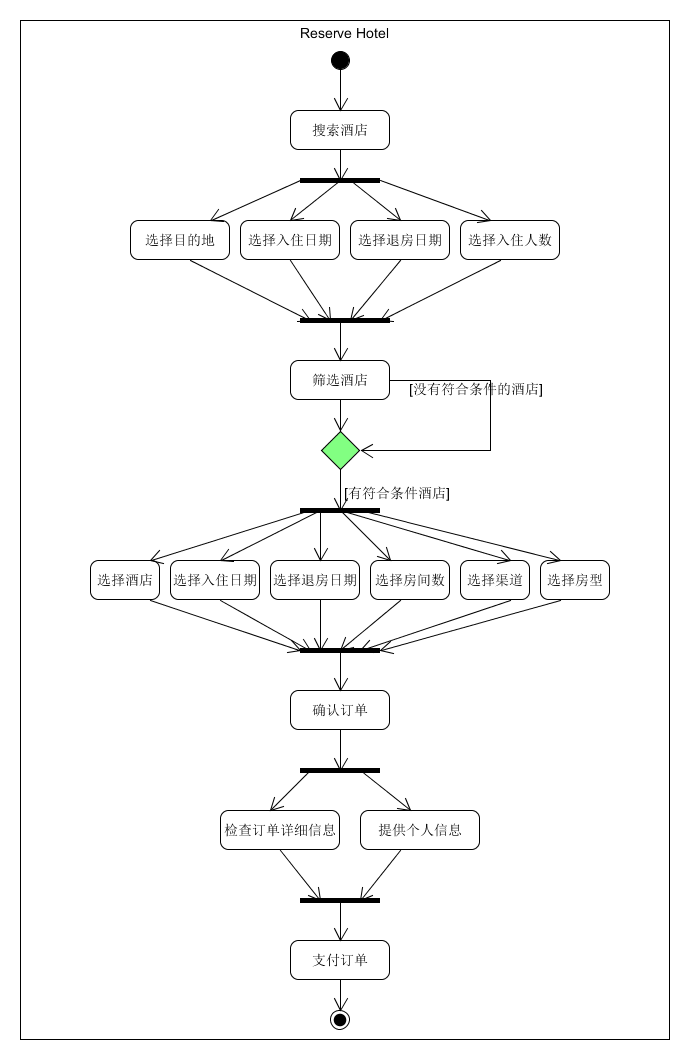 Reserve Hotel
搜索酒店
选择目的地
选择入住日期
选择退房日期
选择入住人数
筛选酒店
[没有符合条件的酒店]
[有符合条件酒店]
选择酒店
选择入住日期
选择退房日期
选择房间数
选择渠道
选择房型
确认订单
检查订单详细信息
提供个人信息
支付订单